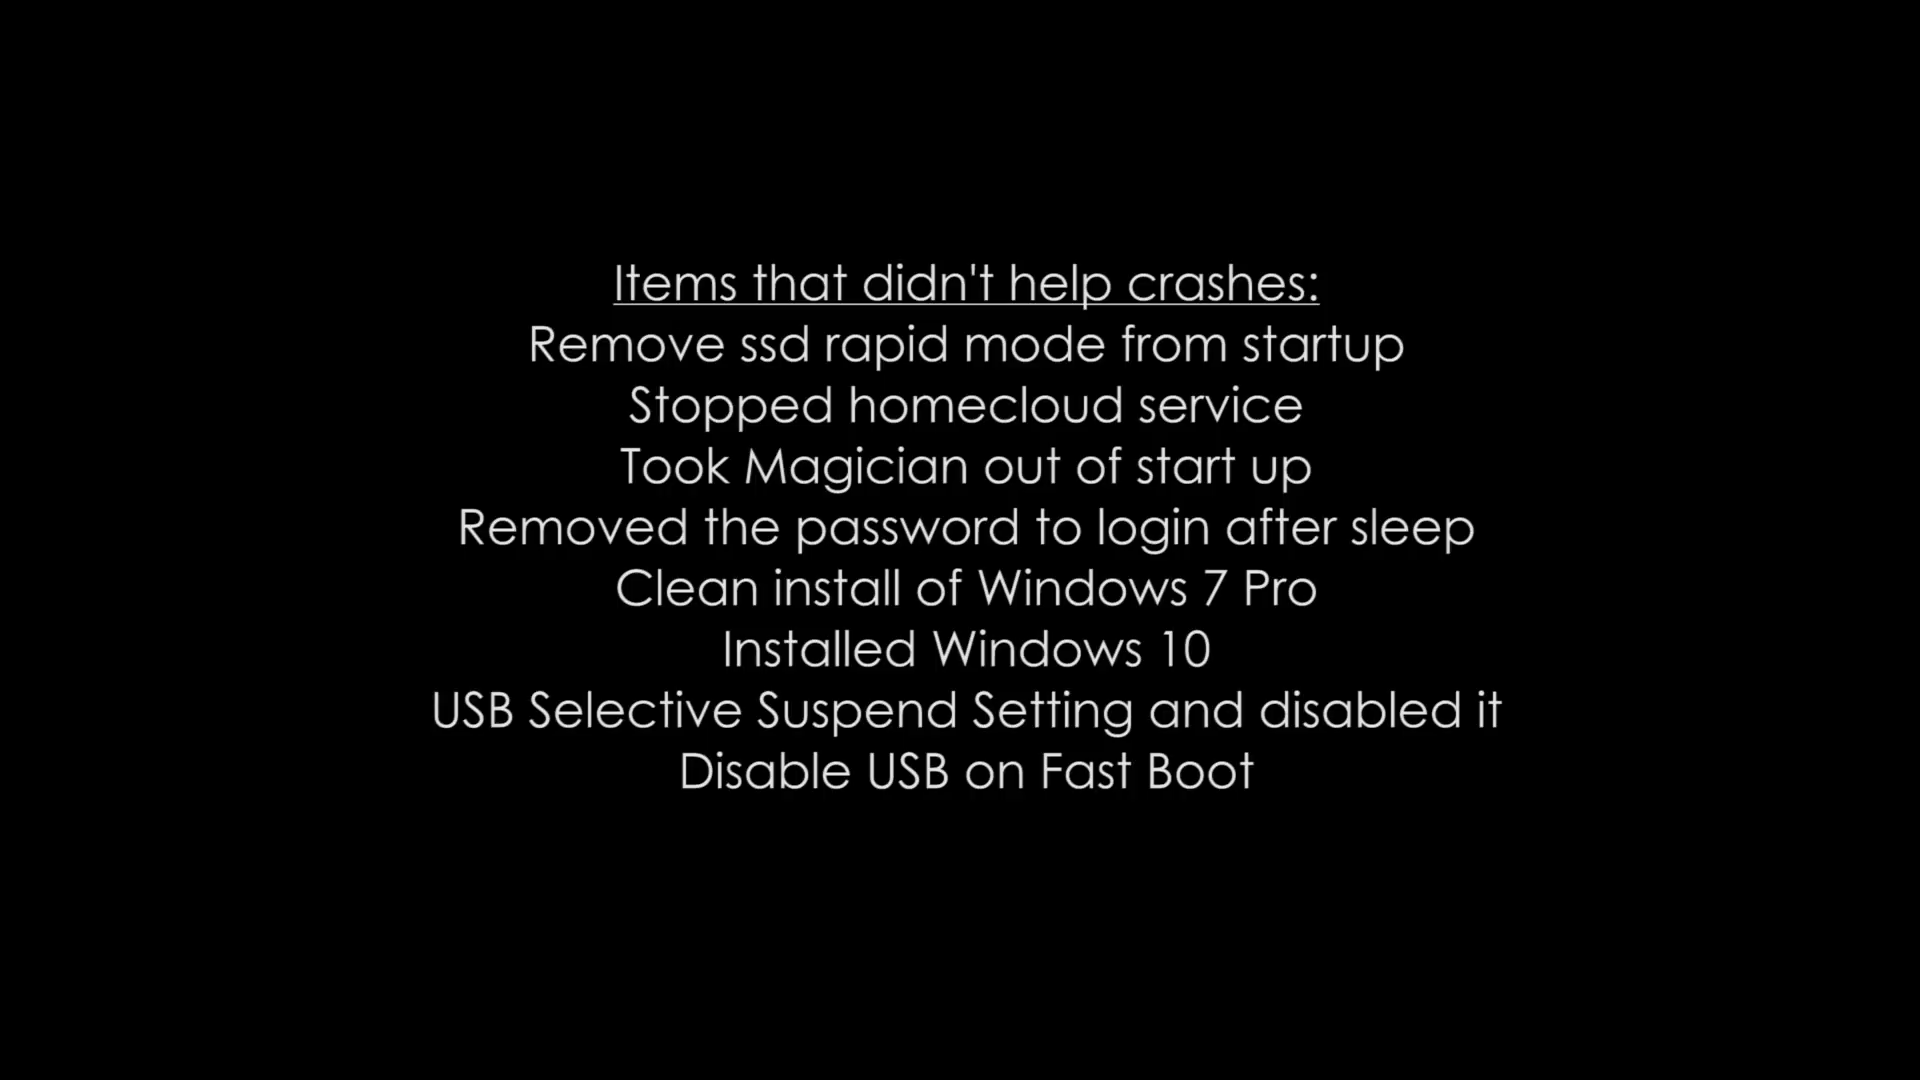 Items that didn't help crashes:
Remove ssd rapid mode from startup
Stopped homecloud service
Took Magician out of start up
Removed the password to login after sleep
Clean install of Windows 7 Pro
Installed Windows 10
USB Selective Suspend Setting and disabled it
Disable USB on Fast Boot